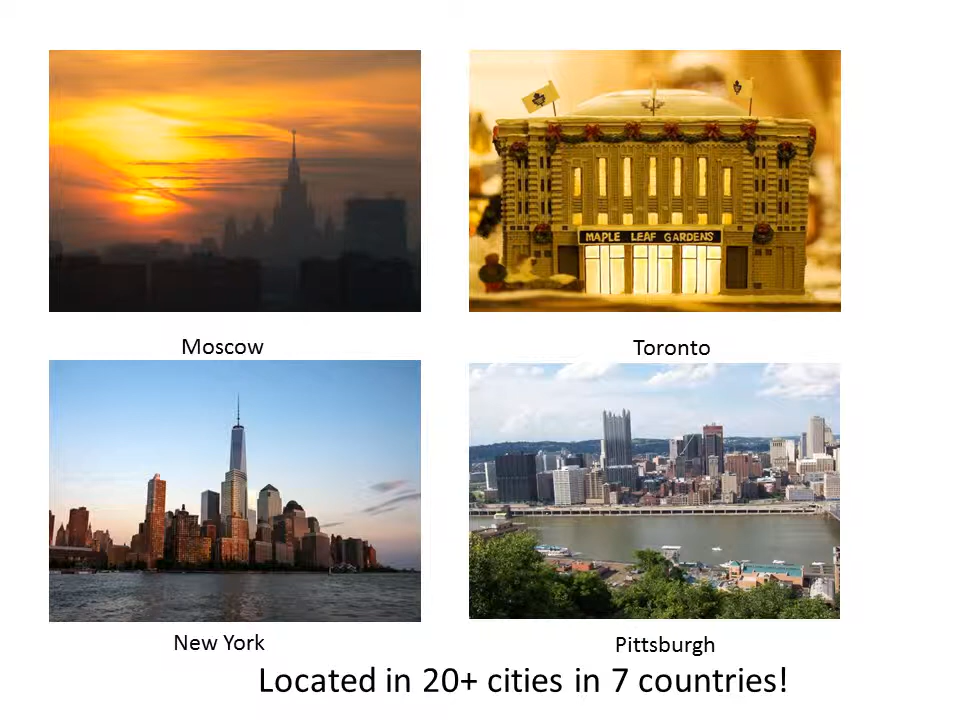 MAPLE LEAF GARDENS
Moscow
Toronto
New York
Pittsburgh
Located in 20+ cities in 7 countries!